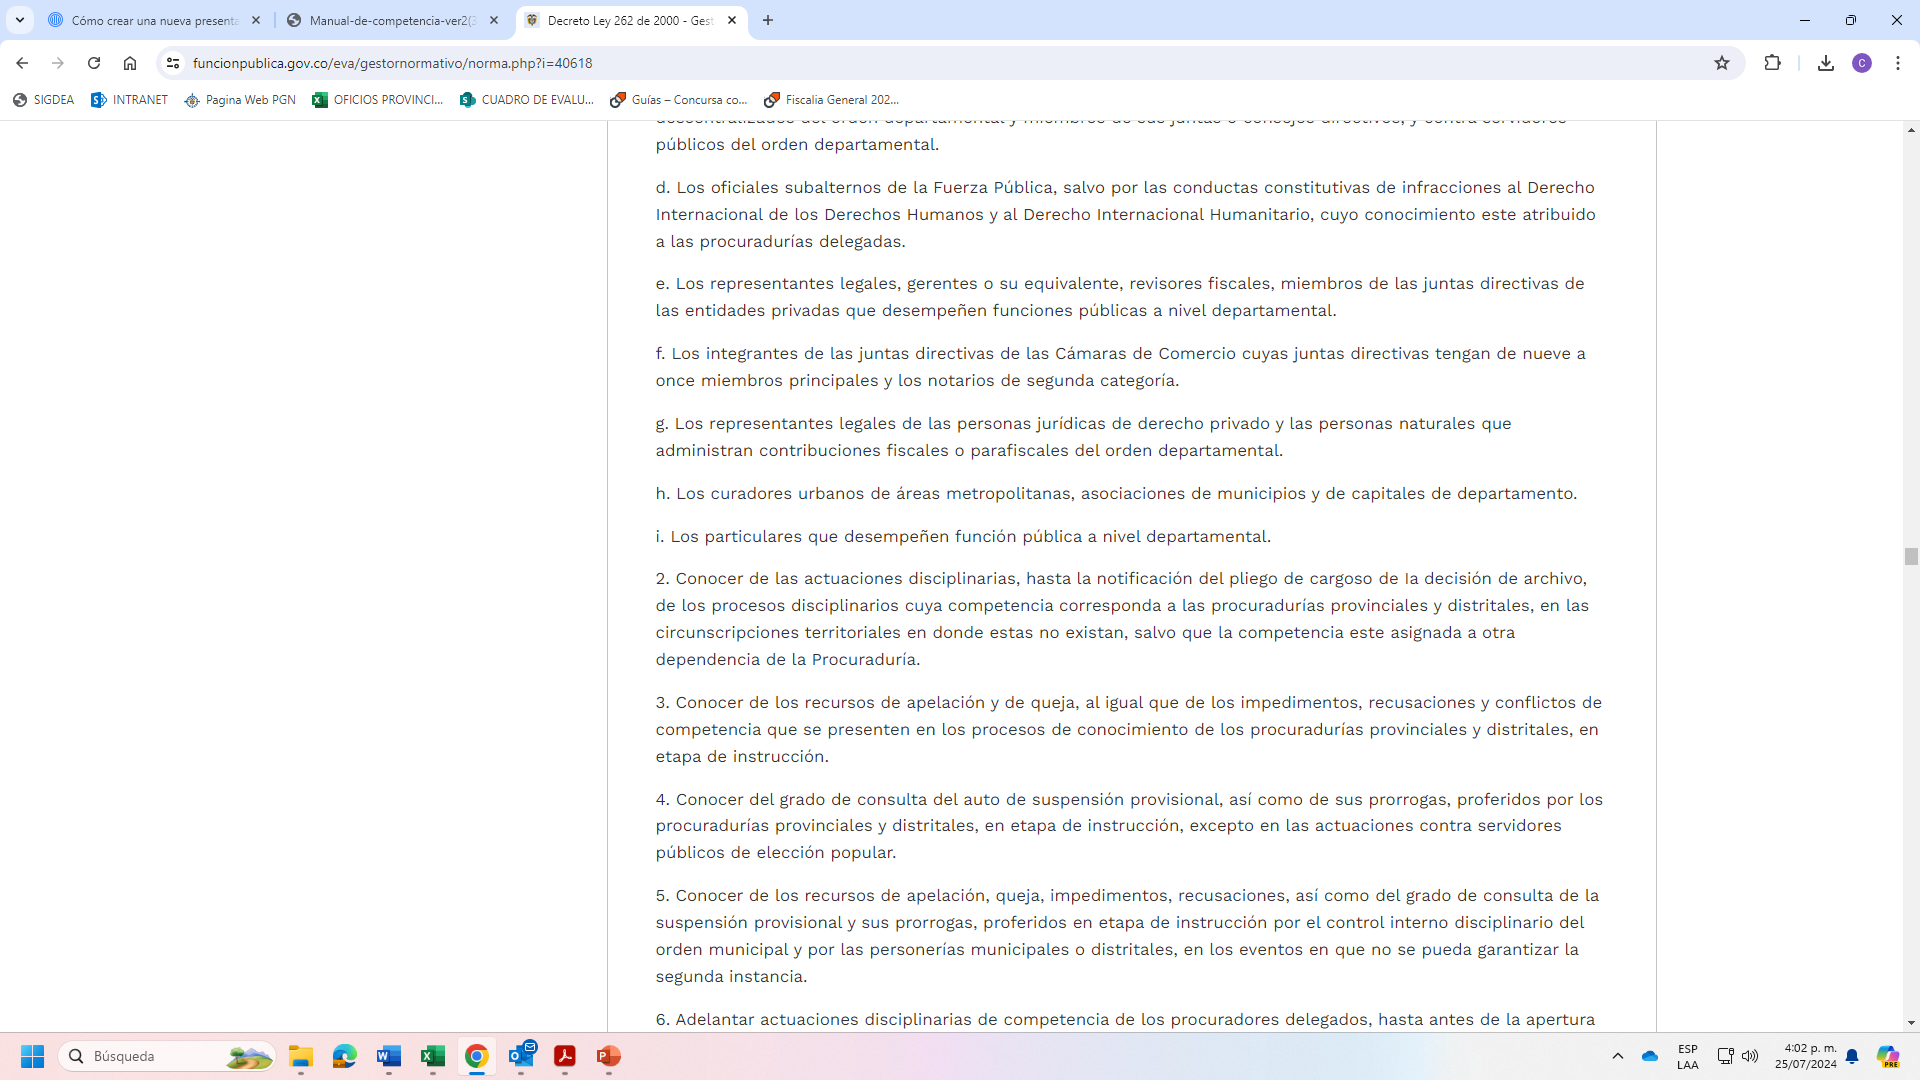 Cómo crear una nueva presenta
Manual-de-competencia-ver2(3
Decreto Ley 262 de 2000 - Gest
funcionpublica.gov.co/eva/gestornormativo/norma.php?i=40618
C
SIGDEA
INTRANET
Pagina Web PGN
OFICIOS PROVINCI...
CUADRO DE EVALU...
Guías – Concursa co...
Fiscalia General 202...
descentralizados del orden departamental y miembros de sus juntas o consejos directivos, y contra servidores
públicos del orden departamental.
d. Los oficiales subalternos de la Fuerza Pública, salvo por las conductas constitutivas de infracciones al Derecho
Internacional de los Derechos Humanos y al Derecho Internacional Humanitario, cuyo conocimiento este atribuido
a las procuradurías delegadas.
e. Los representantes legales, gerentes o su equivalente, revisores fiscales, miembros de las juntas directivas de
las entidades privadas que desempeñen funciones públicas a nivel departamental.
f. Los integrantes de las juntas directivas de las Cámaras de Comercio cuyas juntas directivas tengan de nueve a
once miembros principales y los notarios de segunda categoría.
g. Los representantes legales de las personas jurídicas de derecho privado y las personas naturales que
administran contribuciones fiscales o parafiscales del orden departamental.
h. Los curadores urbanos de áreas metropolitanas, asociaciones de municipios y de capitales de departamento.
i. Los particulares que desempeñen función pública a nivel departamental.
2. Conocer de las actuaciones disciplinarias, hasta la notificación del pliego de cargoso de Ia decisión de archivo,
de los procesos disciplinarios cuya competencia corresponda a las procuradurías provinciales y distritales, en las
circunscripciones territoriales en donde estas no existan, salvo que la competencia este asignada a otra
dependencia de la Procuraduría.
3. Conocer de los recursos de apelación y de queja, al igual que de los impedimentos, recusaciones y conflictos de
competencia que se presenten en los procesos de conocimiento de los procuradurías provinciales y distritales, en
etapa de instrucción.
4. Conocer del grado de consulta del auto de suspensión provisional, así como de sus prorrogas, proferidos por los
procuradurías provinciales y distritales, en etapa de instrucción, excepto en las actuaciones contra servidores
públicos de elección popular.
5. Conocer de los recursos de apelación, queja, impedimentos, recusaciones, así como del grado de consulta de la
suspensión provisional y sus prorrogas, proferidos en etapa de instrucción por el control interno disciplinario del
orden municipal y por las personerías municipales o distritales, en los eventos en que no se pueda garantizar la
segunda instancia.
6. Adelantar actuaciones disciplinarias de competencia de los procuradores delegados, hasta antes de la apertura
Búsqueda
ESP
LAA
4:02 p. m.
25/07/2024
PRE